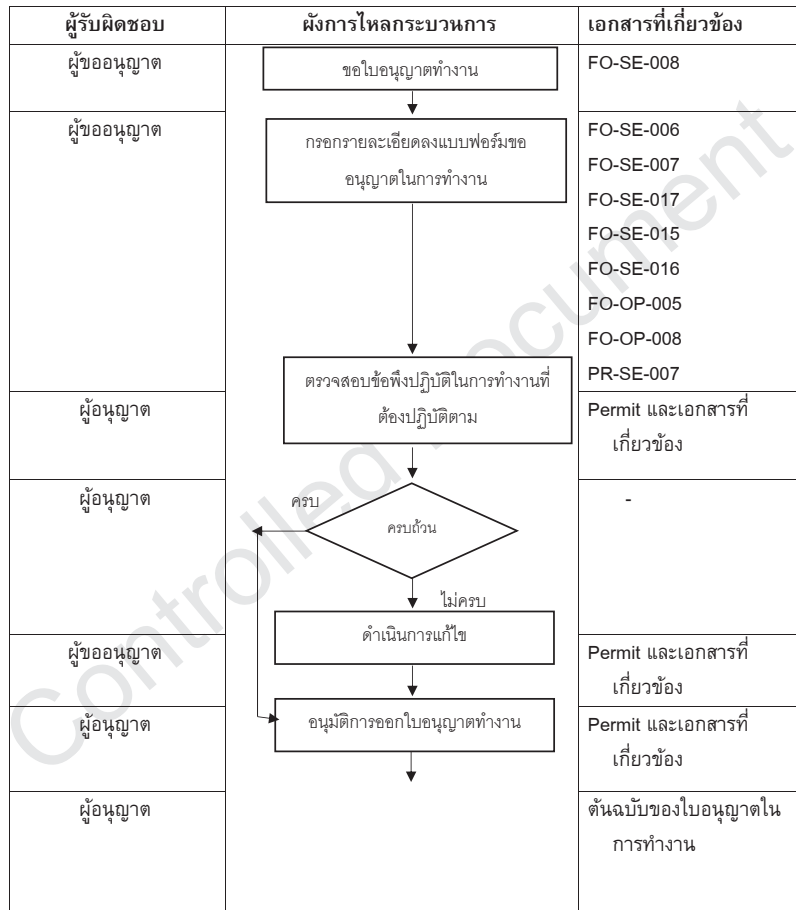 ผู้รับผิดชอบ ผังการไหลกระบวนการ เอกสารที่เกี่ยวข้อง
ผู้ขออนุญาต ขอใบอนุญาตทำงาน FO-SE-008
ผู้ขออนุญาต กรอกรายละเอียดลงแบบฟอร์มขอ FO-SE-006
อนุญาตในการทำงาน FO-SE-007
FO-SE-017
FO-SE-015
FO-SE-016
FO-OP-005
FO-OP-008
ตรวจสอบข้อพึงปฏิบัติในการทำงานที่ PR-SE-007
ผู้อนุญาต ต้องปฏิบัติตาม Permit และเอกสารที่
เกี่ยวข้อง
ผู้อนุญาต ครบ -
ครบถ้วน
ไม่ครบ
ดำเนินการแก้ไข
ผู้ขออนุญาต Permit และเอกสารที่
เกี่ยวข้อง
ผู้อนุญาต อนุมัติการออกใบอนุญาตทำงาน Permit และเอกสารที่
เกี่ยวข้อง
ผู้อนุญาต ต้นฉบับของใบอนุญาตใน
การทำงาน
Controlled Document